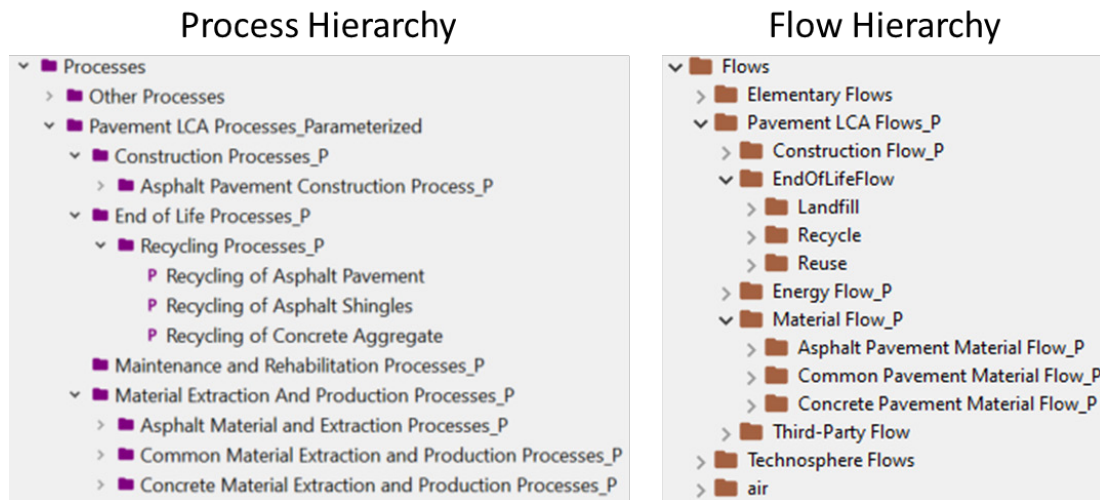 Process Hierarchy
Processes
Other Processes
Pavement LCA Processes_Parameterized
Construction Processes_P
Asphalt Pavement Construction Process_P
End of Life Processes_P
Recycling Processes_P
P Recycling of Asphalt Pavement
P Recycling of Asphalt Shingles
P Recycling of Concrete Aggregate
Maintenance and Rehabilitation Processes_P
Material Extraction And Production Processes_P
Asphalt Material and Extraction Processes_P
Common Material Extraction and Production Processes_P
Concrete Material Extraction and Production Processes_P
Flow Hierarchy
Flows
Elementary Flows
Pavement LCA Flows_P
Construction Flow_P
EndOfLifeFlow
Landfill
Recycle
Reuse
Energy Flow_P
Material Flow_P
Asphalt Pavement Material Flow_P
Common Pavement Material Flow_P
Concrete Pavement Material Flow_P
Third-Party Flow
Technosphere Flows
air